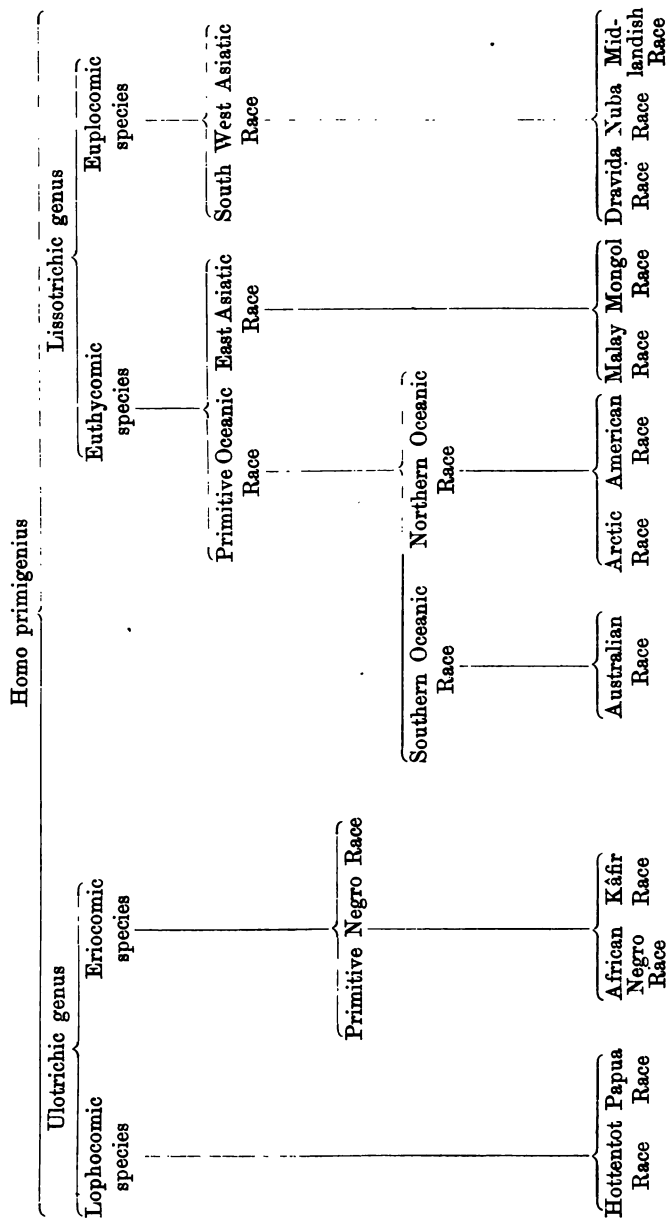 Homo primigenius
Ulotrichic genus
Lissotrichic genus
Lophocomic
species
Eriocomic
species
Euthycomic
species
Euplocomic
species
Primitive Oceanic
Race
East Asiatic
Race
South West Asiatic
Race
Primitive Negro Race
Southern Oceanic
Race
Northern Oceanic
Race
Hottentot
Race
Papua
Race
African
Negro
Race
Kâfir
Race
Australian
Race
Arctic
Race
American
Race
Malay
Race
Mongol
Race
Dravida
Race
Nuba
Race
Mid-
landish
Race